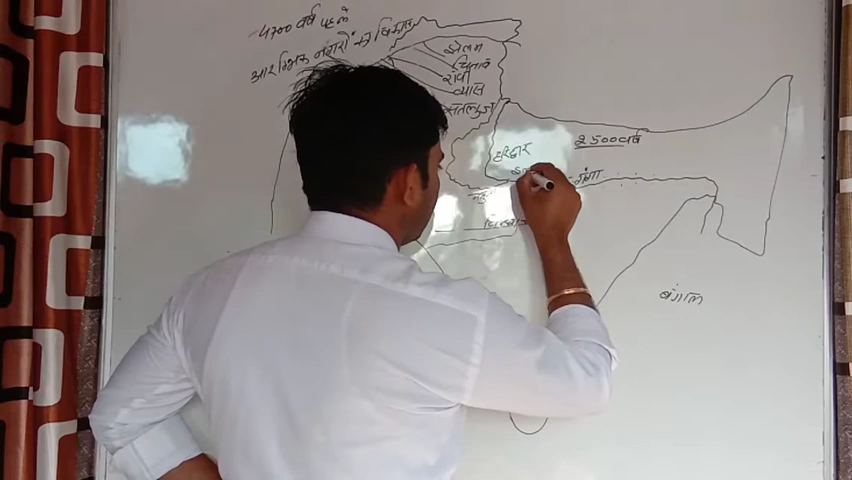 4700 वर्ष पहले
आरम्भिक नगरों का विकास
झेलम
चिनाब
रावी
व्यास
सतलुज
2500 वर्ष
हरिद्वार
गंगा
बंगाल